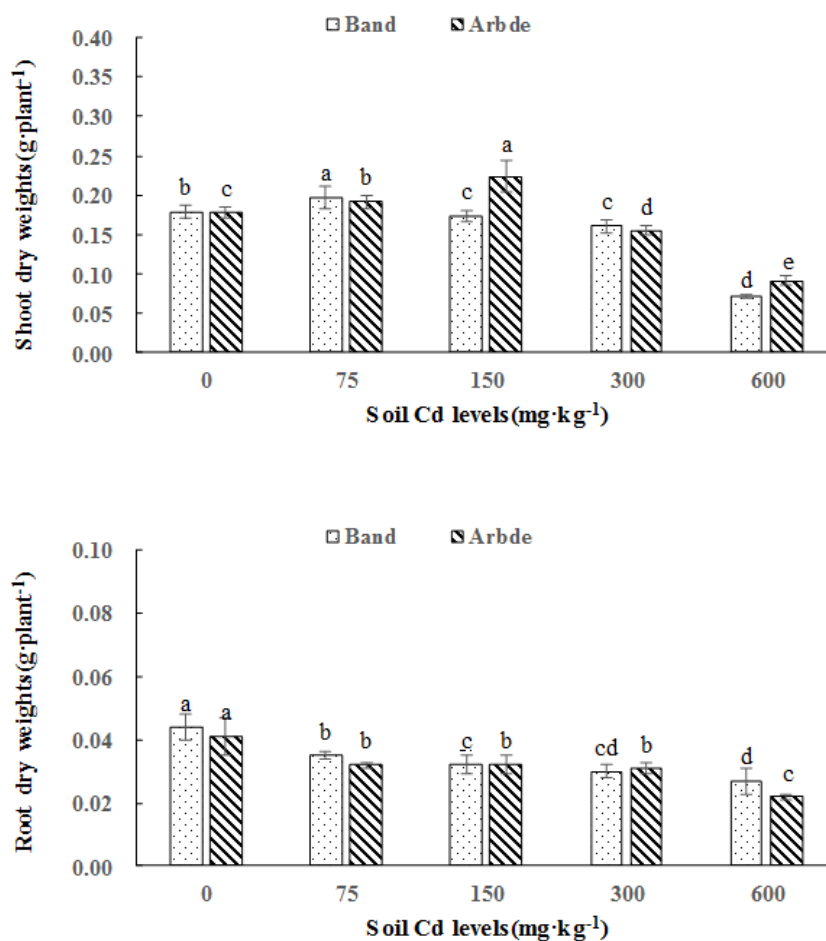 Band Arbde
Shoot dry weights(g·plant⁻¹)
0.40
0.35
0.30
0.25
0.20
0.15
0.10
0.05
0.00
b c a b c a c d d e
0 75 150 300 600
Soil Cd levels(mg·kg⁻¹)
Band Arbde
Root dry weights(g·plant⁻¹)
0.10
0.08
0.06
0.04
0.02
0.00
a a b b c b cd b d c
0 75 150 300 600
Soil Cd levels(mg·kg⁻¹)